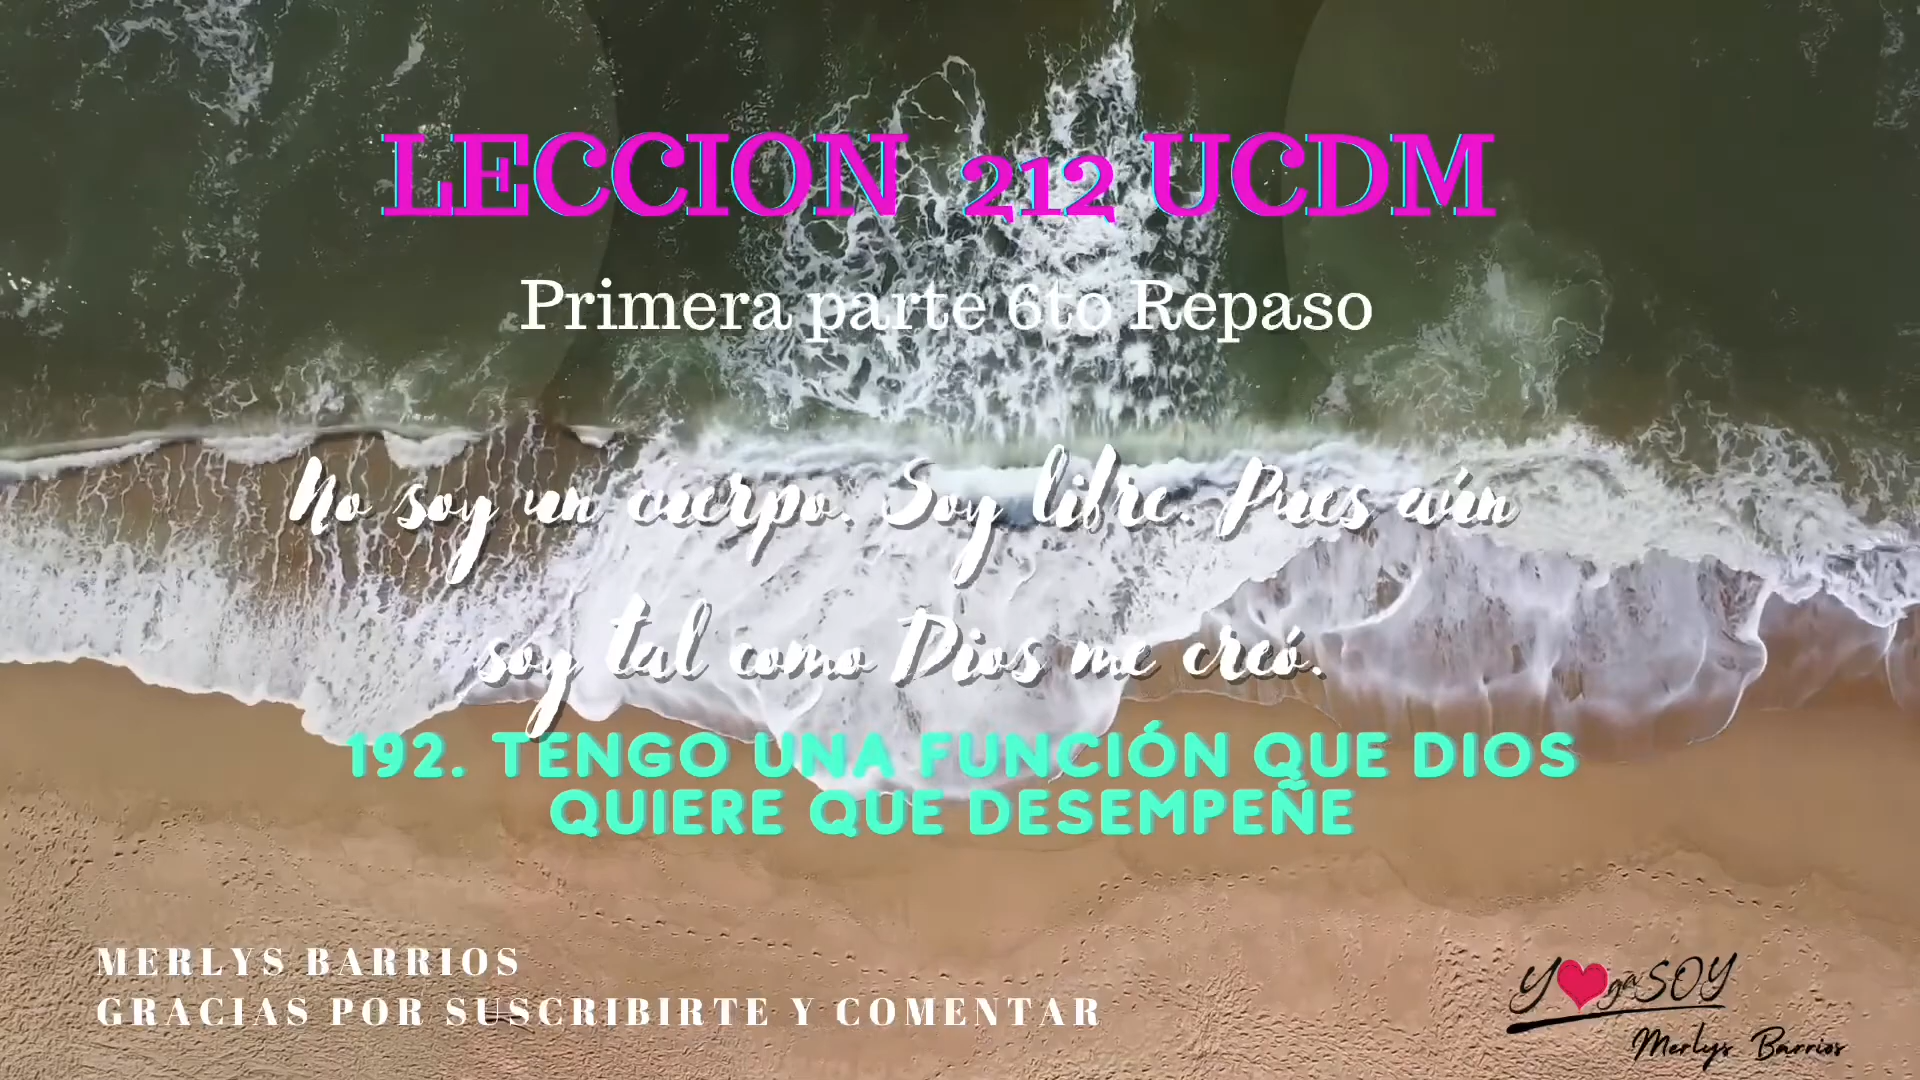 LECCION 212 UCDM
Primera parte 6to Repaso
No soy un cuerpo. Soy libre. Pues aún
soy tal como Dios me creó.
192. TENGO UNA FUNCIÓN QUE DIOS
QUIERE QUE DESEMPEÑE
MERLYS BARRIOS
GRACIAS POR SUSCRIBIRTE Y COMENTAR
YogaSOY
Merlys Barrios